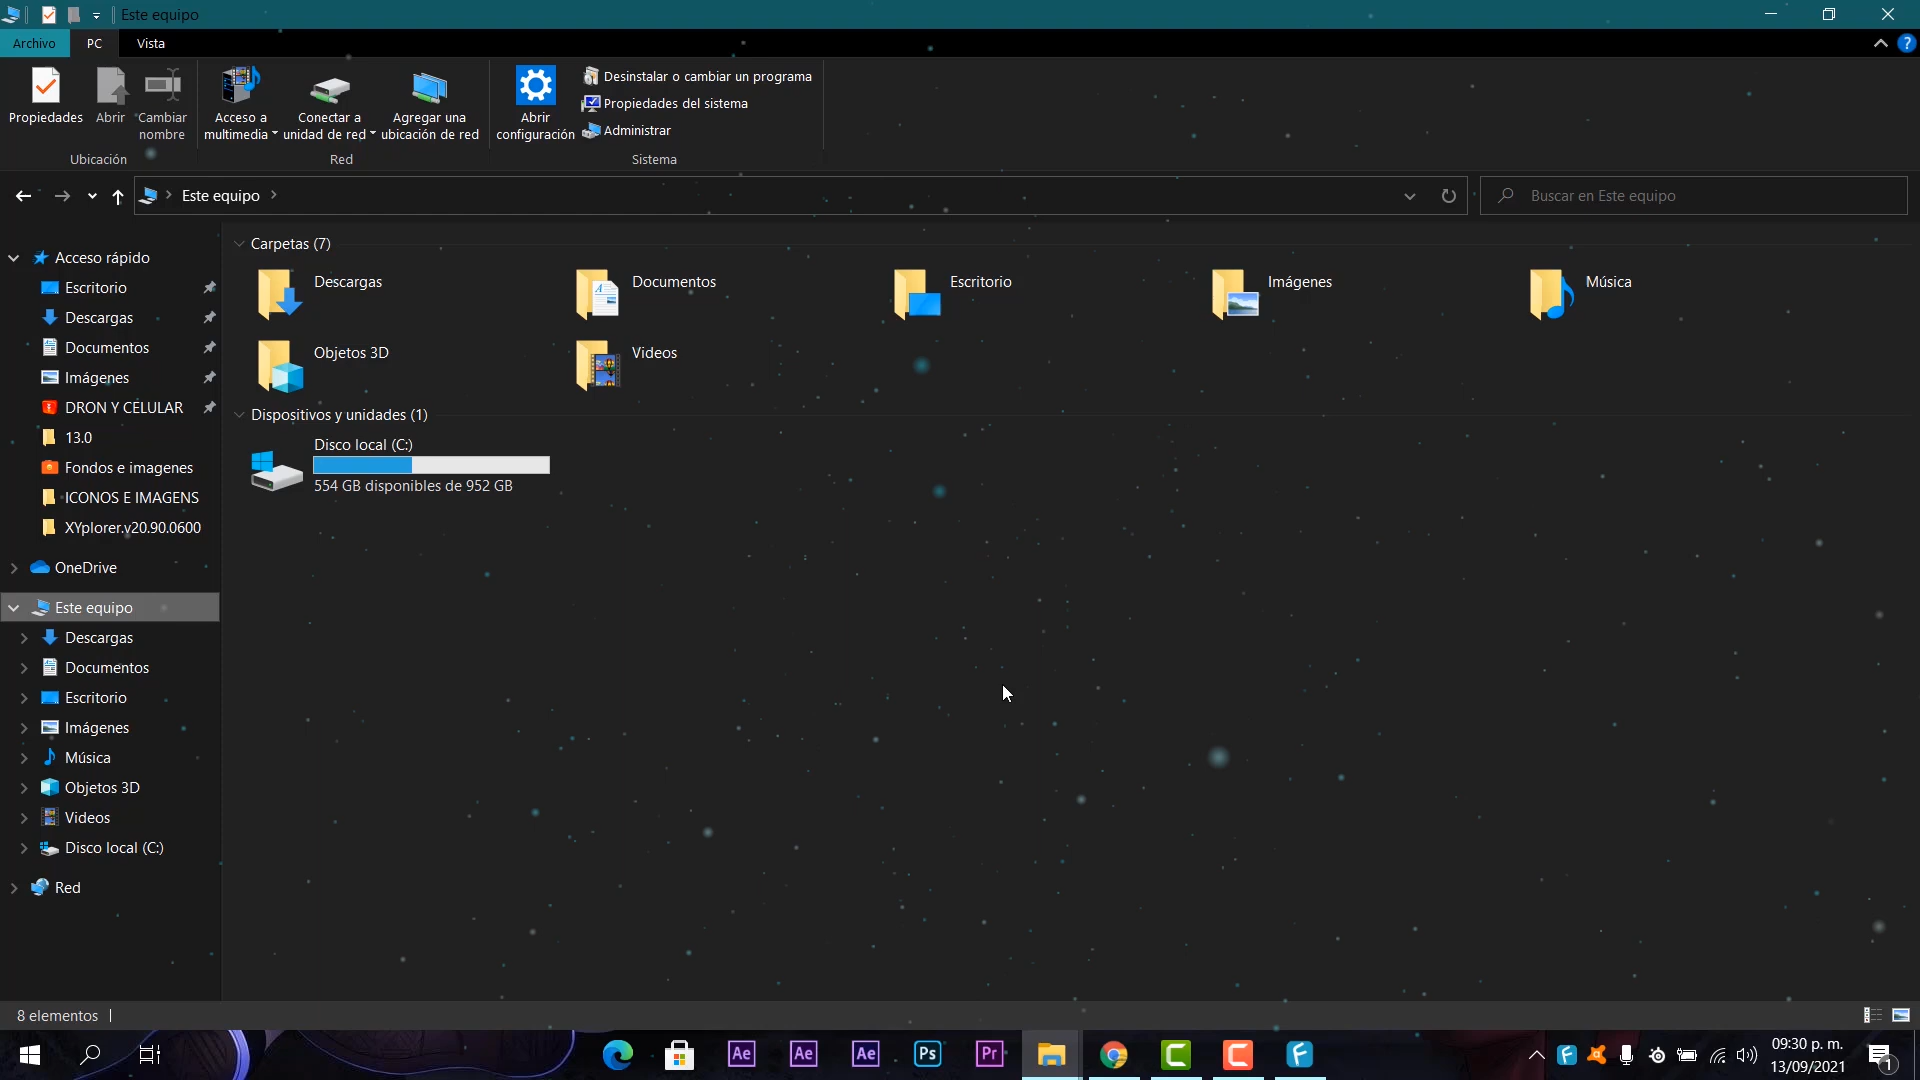 Este equipo
Archivo
PC
Vista
?
Propiedades
Abrir
Cambiar
nombre
Ubicación
Acceso a
multimedia
Conectar a
unidad de red
Agregar una
ubicación de red
Red
Abrir
configuración
Desinstalar o cambiar un programa
Propiedades del sistema
Administrar
Sistema
Este equipo
Buscar en Este equipo
Acceso rápido
Escritorio
Descargas
Documentos
Imágenes
DRON Y CELULAR
13.0
Fondos e imagenes
ICONOS E IMAGENS
XYplorer.v20.90.0600
OneDrive
Este equipo
Descargas
Documentos
Escritorio
Imágenes
Música
Objetos 3D
Videos
Disco local (C:)
Red
Carpetas (7)
Descargas
Documentos
Escritorio
Imágenes
Música
Objetos 3D
Videos
Dispositivos y unidades (1)
Disco local (C:)
554 GB disponibles de 952 GB
8 elementos
Ae
Ae
Ae
Ps
Pr
09:30 p. m.
13/09/2021
1